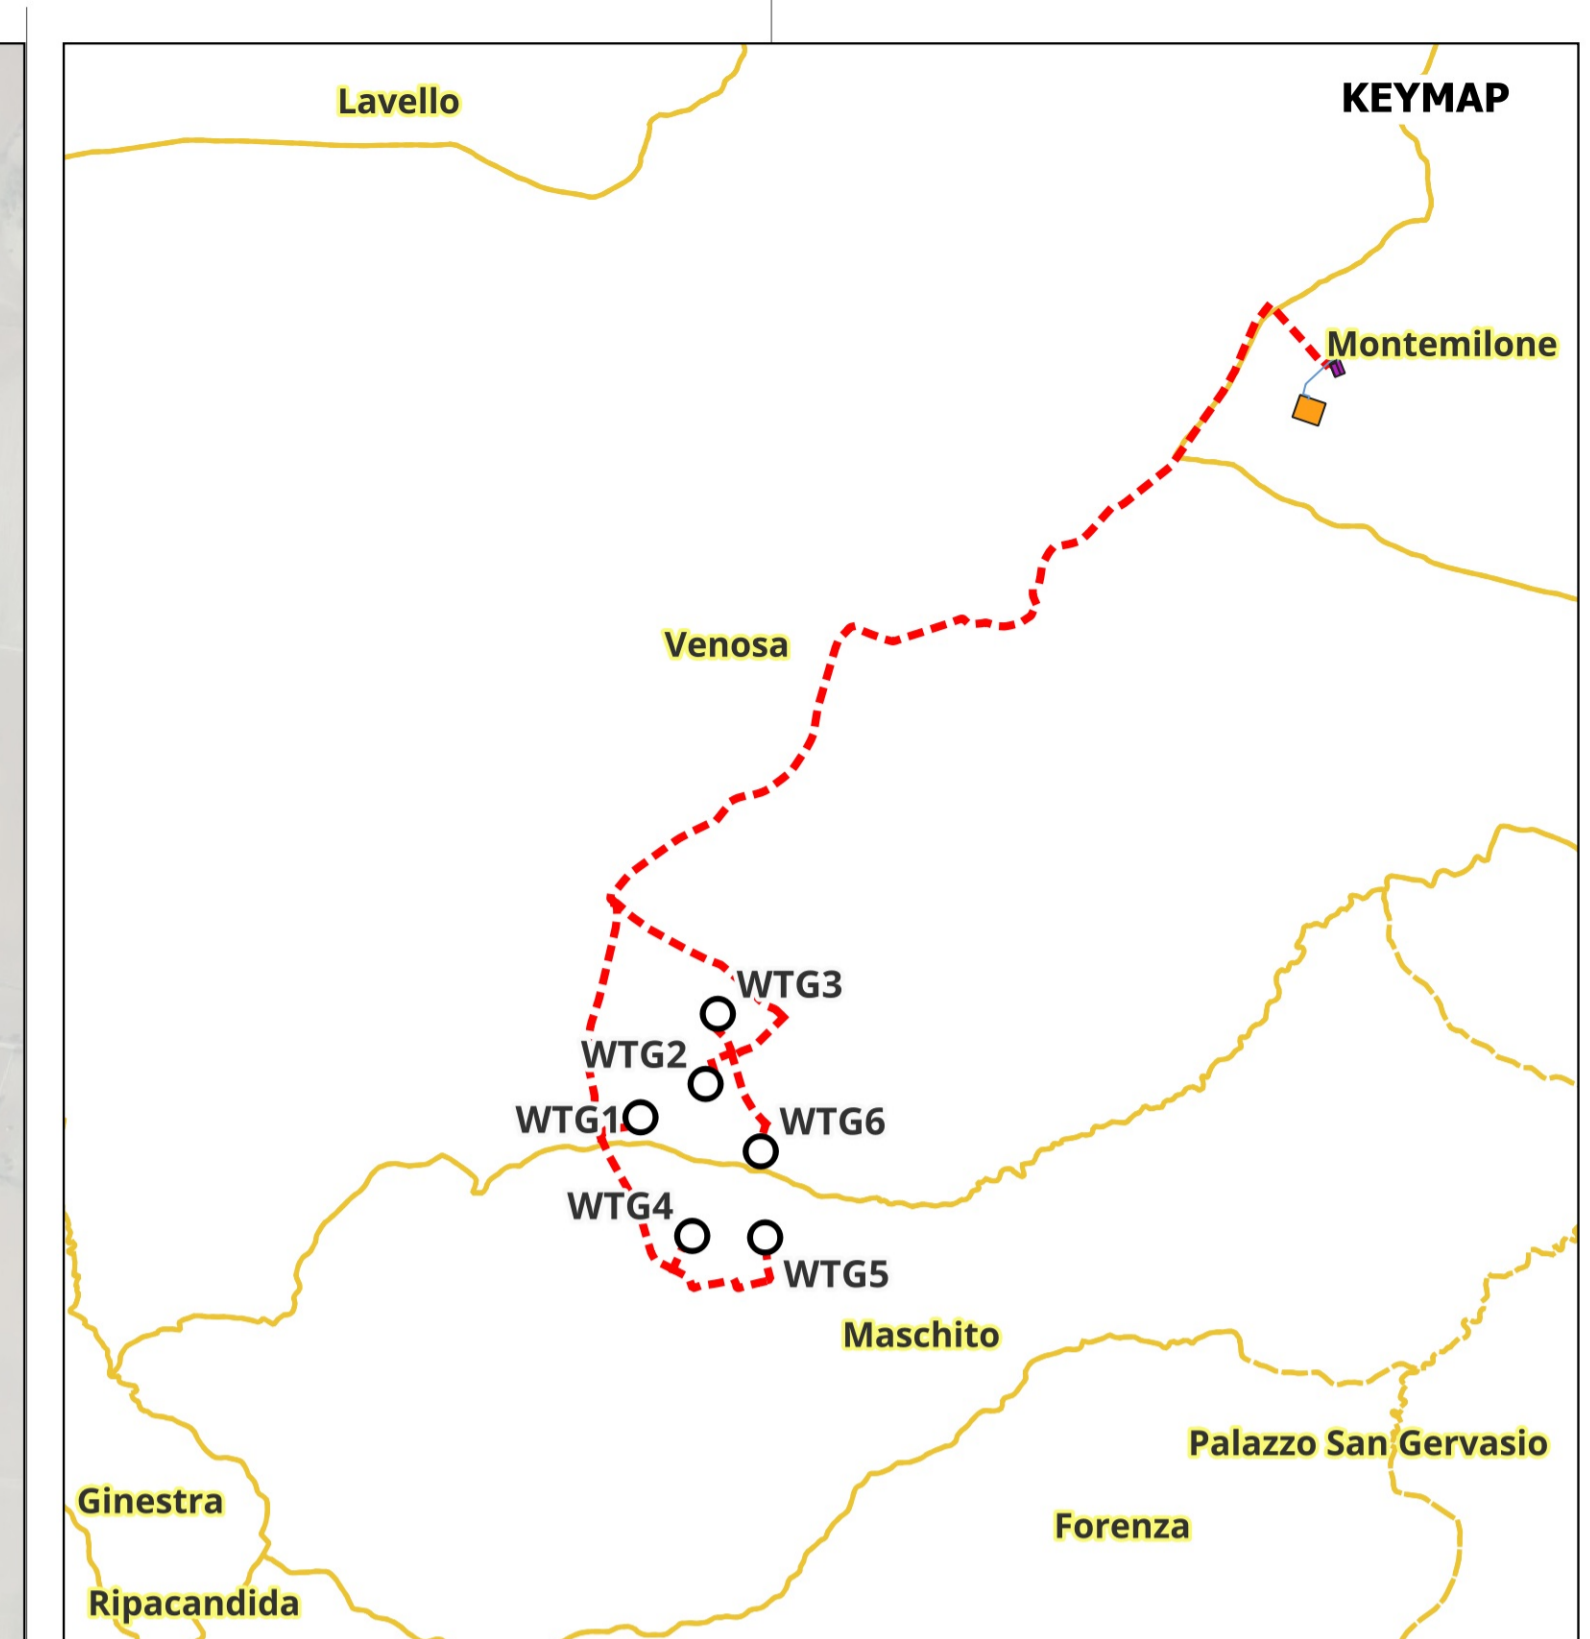 Lavello
KEYMAP
Montemilone
Venosa
WTG3
WTG2
WTG1
WTG6
WTG4
WTG5
Maschito
Palazzo San Gervasio
Ginestra
Forenza
Ripacandida